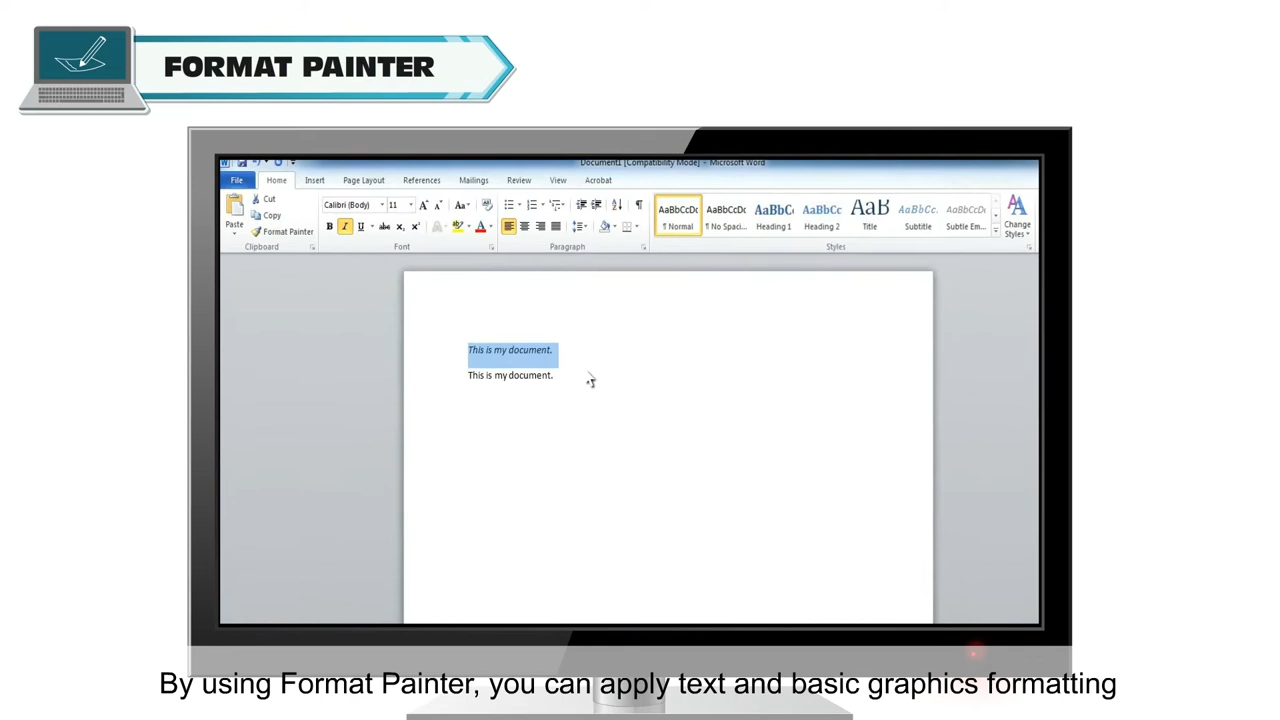 FORMAT PAINTER
Document1 [Compatibility Mode] - Microsoft Word
File Home Insert Page Layout References Mailings Review View Acrobat
Paste
Cut
Copy
Format Painter
Clipboard
Calibri (Body) 11
B I U abc x₂ x²
Font
Paragraph
AaBbCcDc AaBbCcDc AaBbC( AaBbCc AaB AaBbCc. AaBbCcDc
¶ Normal ¶ No Spaci... Heading 1 Heading 2 Title Subtitle Subtle Em...
Styles
Change
Styles
This is my document.
This is my document.
By using Format Painter, you can apply text and basic graphics formatting